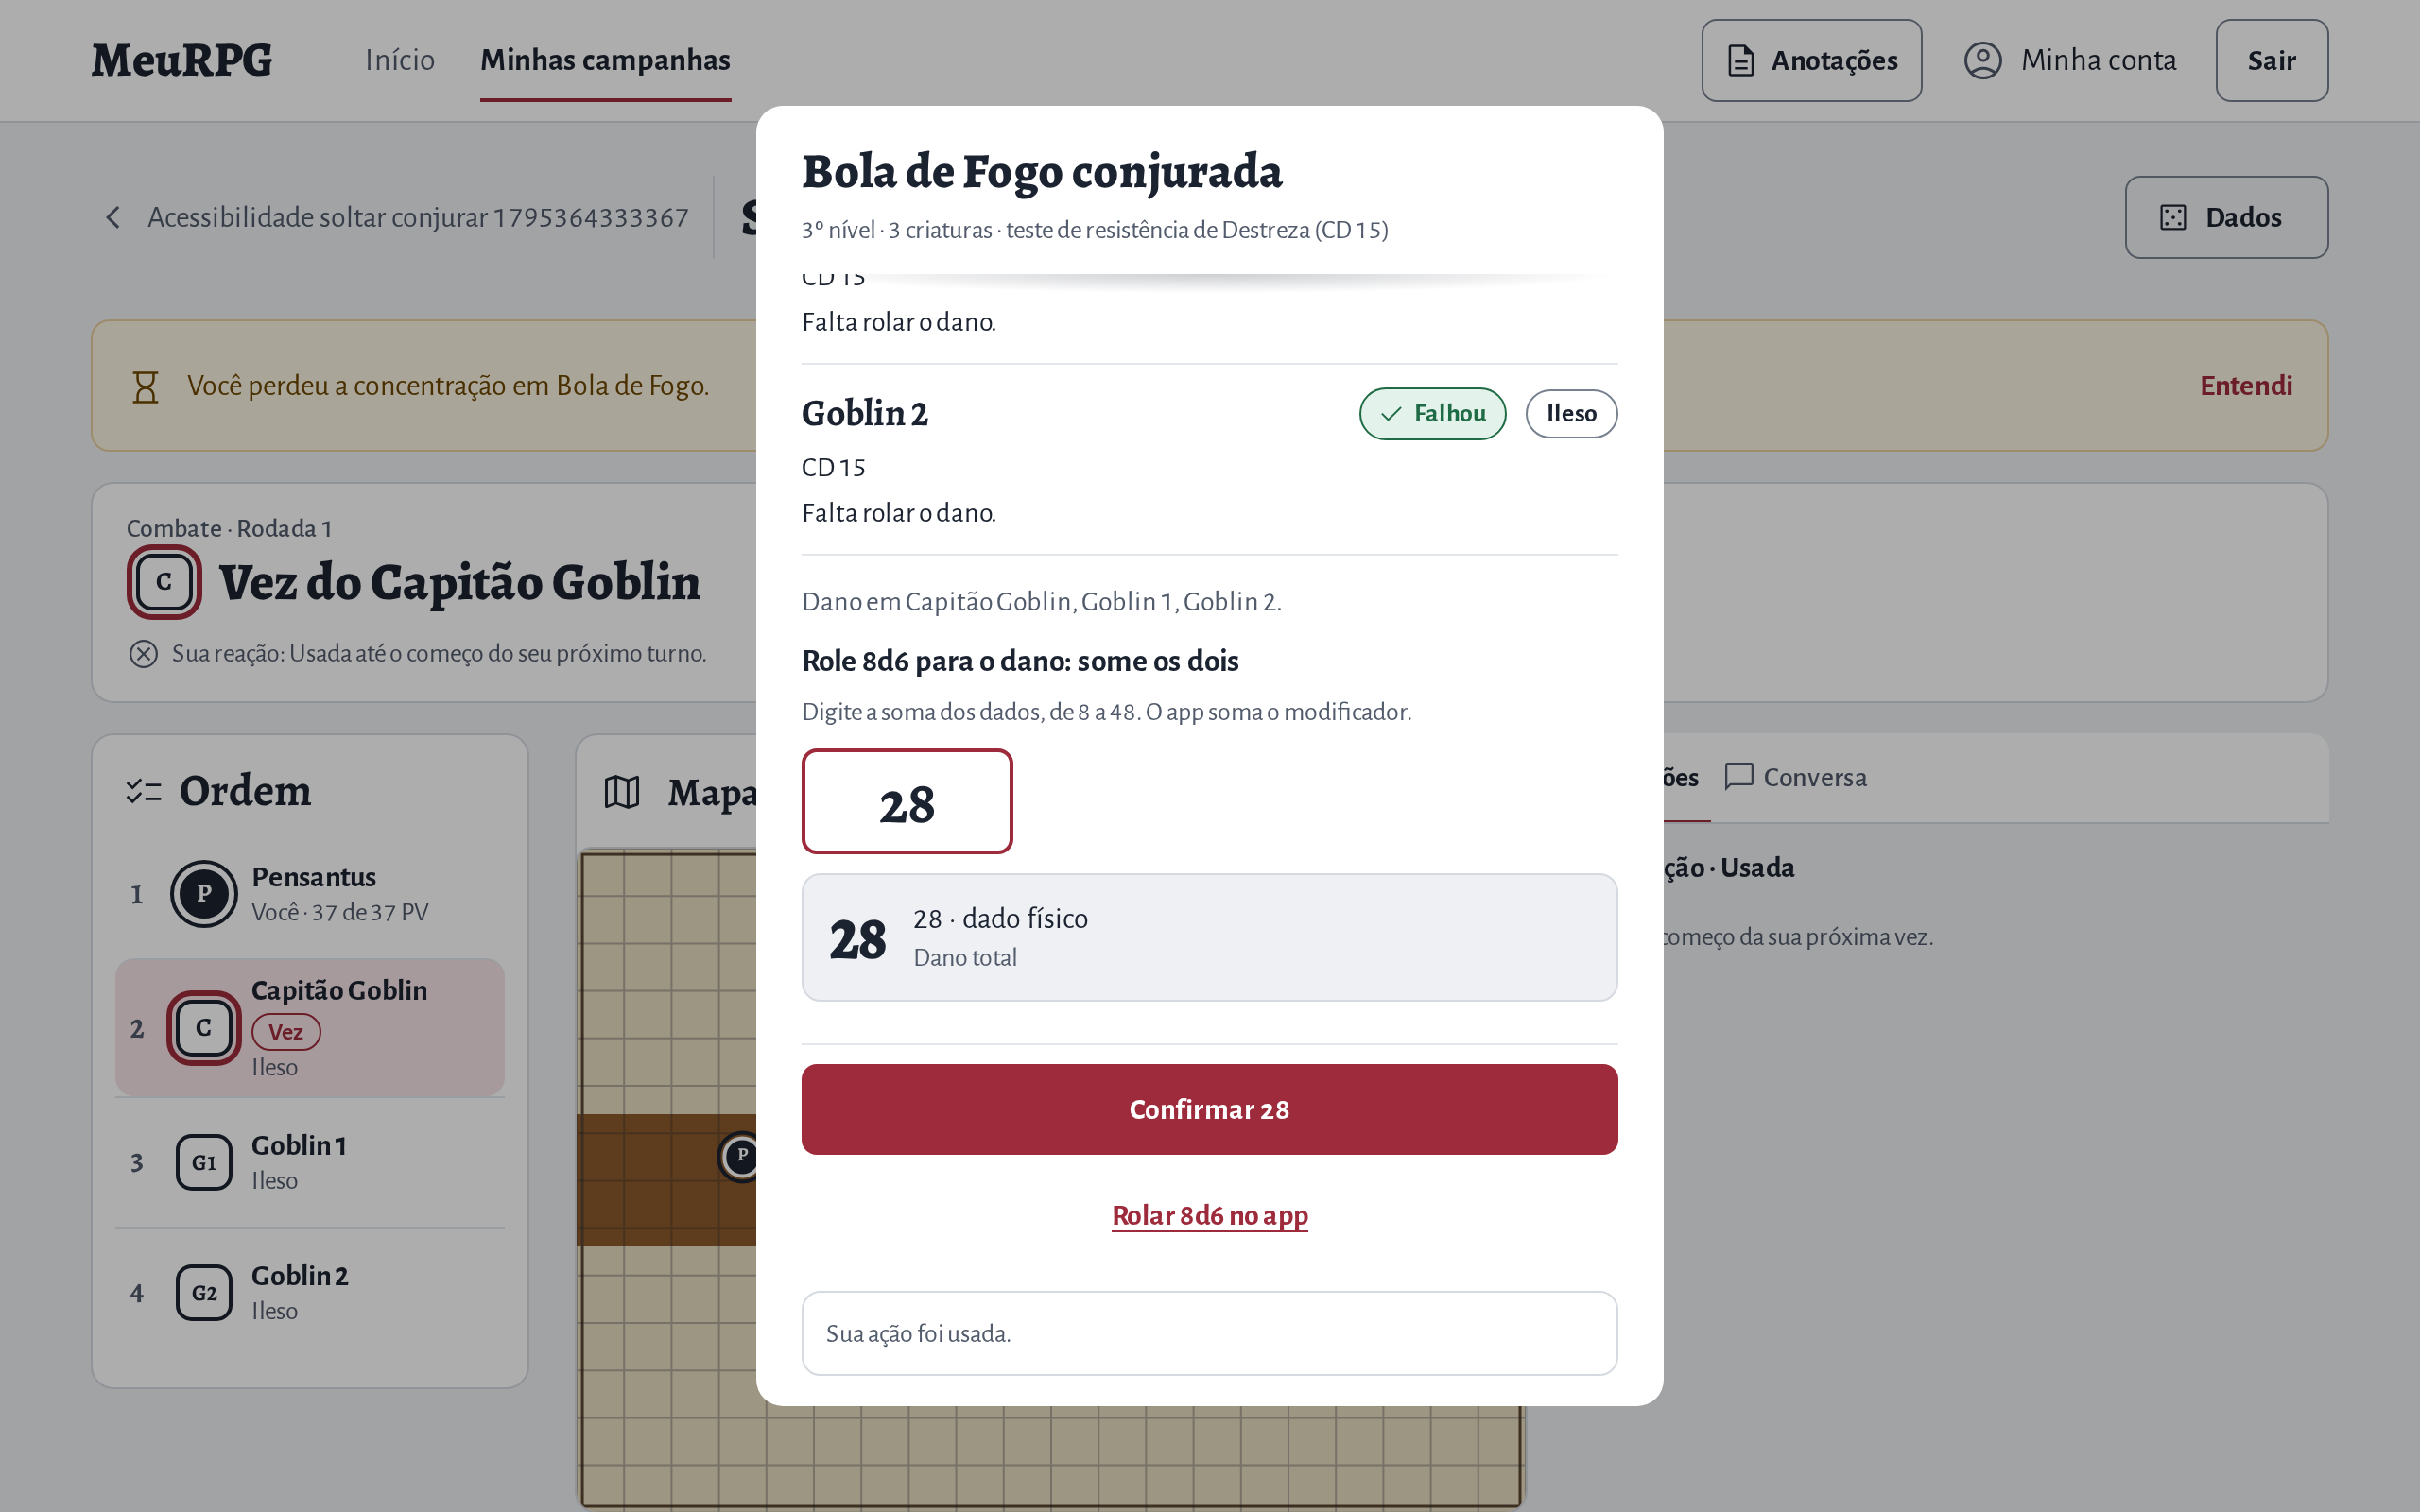 MeuRPG
Início
Minhas campanhas
Anotações
Minha conta
Sair
Acessibilidade soltar conjurar 1795364333367
S
Dados
Você perdeu a concentração em Bola de Fogo.
Entendi
Combate · Rodada 1
C
Vez do Capitão Goblin
Sua reação: Usada até o começo do seu próximo turno.
Ordem
1
P
Pensantus
Você · 37 de 37 PV
2
C
Capitão Goblin
Vez
Ileso
3
G1
Goblin 1
Ileso
4
G2
Goblin 2
Ileso
Mapa
P
Bola de Fogo conjurada
3º nível · 3 criaturas · teste de resistência de Destreza (CD 15)
CD 15
Falta rolar o dano.
Goblin 2
Falhou
Ileso
CD 15
Falta rolar o dano.
Dano em Capitão Goblin, Goblin 1, Goblin 2.
Role 8d6 para o dano: some os dois
Digite a soma dos dados, de 8 a 48. O app soma o modificador.
28
28
28 · dado físico
Dano total
Confirmar 28
Rolar 8d6 no app
Sua ação foi usada.
ões
Conversa
ção · Usada
começo da sua próxima vez.